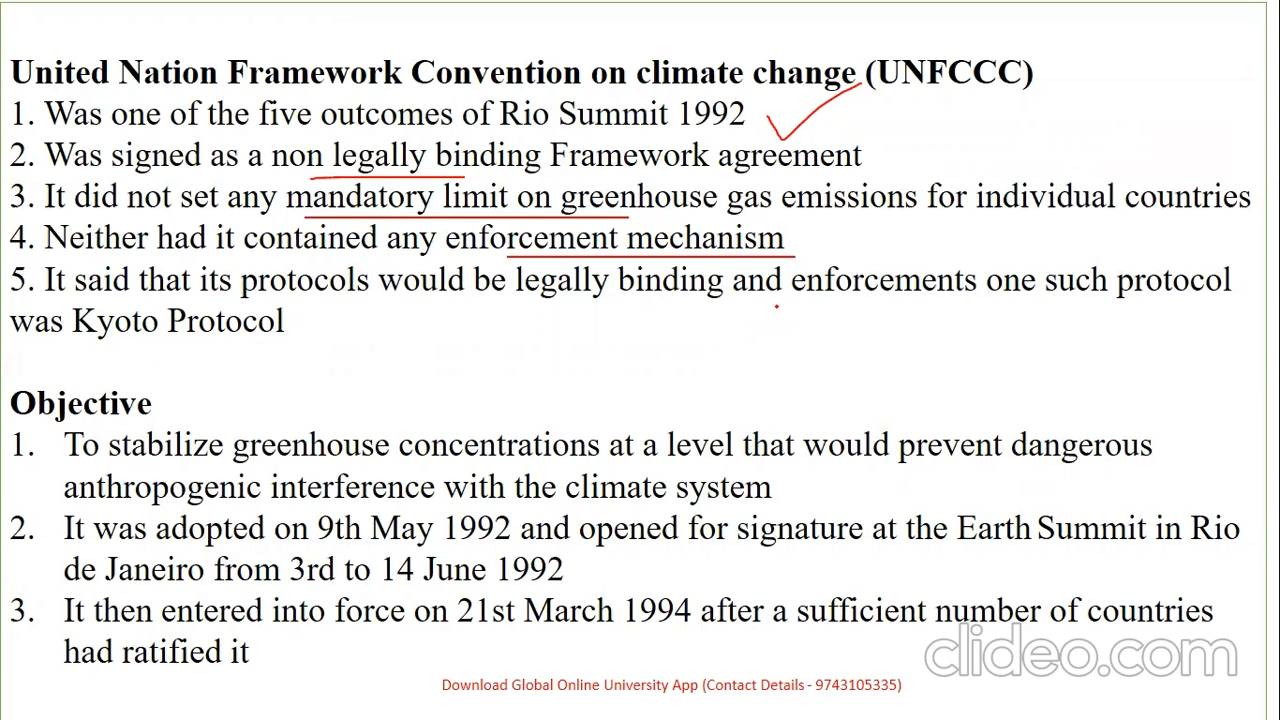 United Nation Framework Convention on climate change (UNFCCC)
1. Was one of the five outcomes of Rio Summit 1992
2. Was signed as a non legally binding Framework agreement
3. It did not set any mandatory limit on greenhouse gas emissions for individual countries
4. Neither had it contained any enforcement mechanism
5. It said that its protocols would be legally binding and enforcements one such protocol
was Kyoto Protocol
Objective
1. To stabilize greenhouse concentrations at a level that would prevent dangerous
anthropogenic interference with the climate system
2. It was adopted on 9th May 1992 and opened for signature at the Earth Summit in Rio
de Janeiro from 3rd to 14 June 1992
3. It then entered into force on 21st March 1994 after a sufficient number of countries
had ratified it
clideo.com
Download Global Online University App (Contact Details - 9743105335)